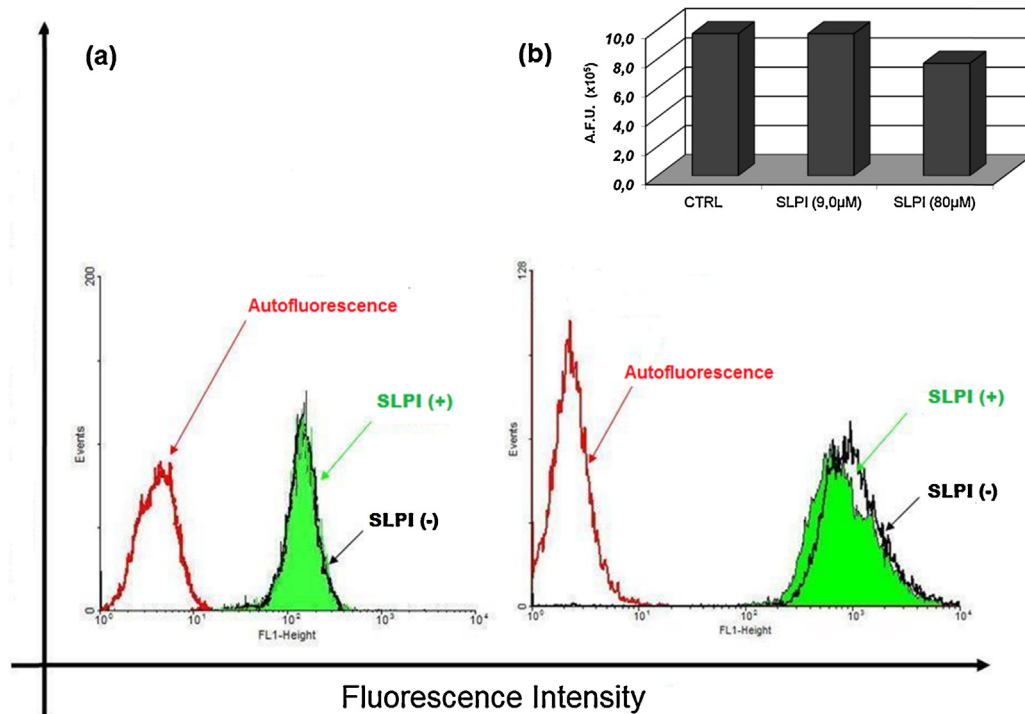 (a)
(b)
A.F.U. (x10⁵)
10,0
8,0
6,0
4,0
2,0
0,0
CTRL
SLPI (9,0µM)
SLPI (80µM)
200
Events
0
Autofluorescence
SLPI (+)
SLPI (-)
10⁰
10¹
10²
10³
10⁴
FL1-Height
128
Events
0
Autofluorescence
SLPI (+)
SLPI (-)
10⁰
10¹
10²
10³
10⁴
FL1-Height
Fluorescence Intensity